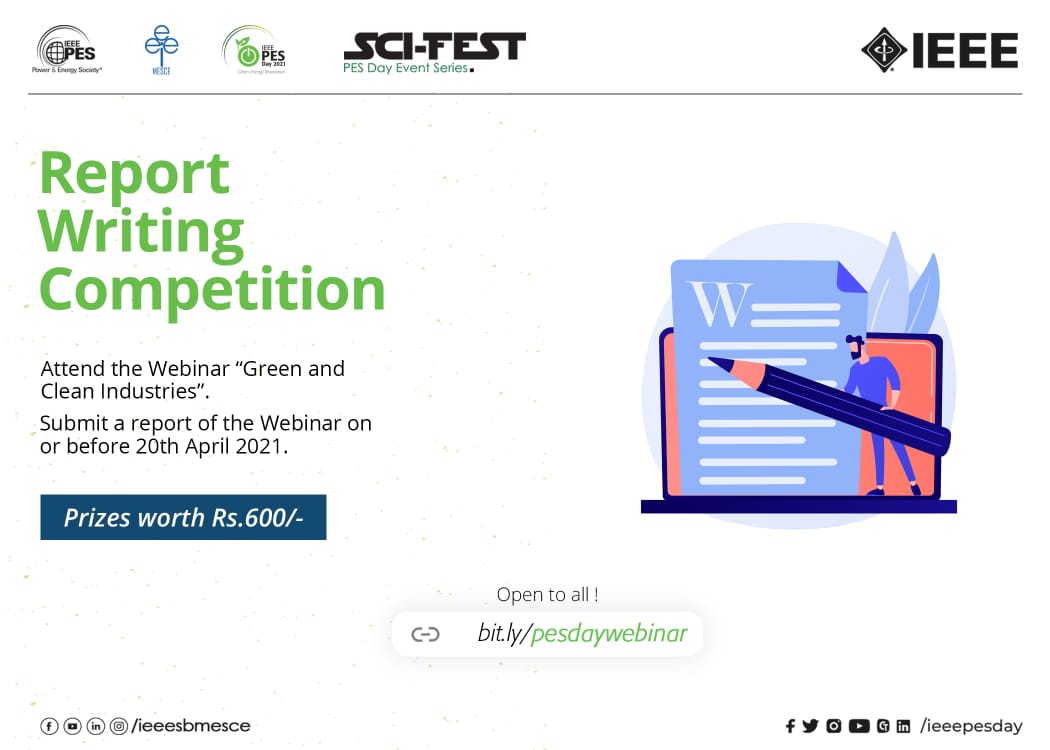 IEEE
PES
Power & Energy Society®
MESCE
IEEE
PES
Day 2021
Clean Energy Revolution
SCI-FEST
PES Day Event Series.
IEEE
Report
Writing
Competition
Attend the Webinar “Green and
Clean Industries”.
Submit a report of the Webinar on
or before 20th April 2021.
Prizes worth Rs.600/-
W
Open to all !
bit.ly/pesdaywebinar
/ieeesbmesce
/ieeepesday